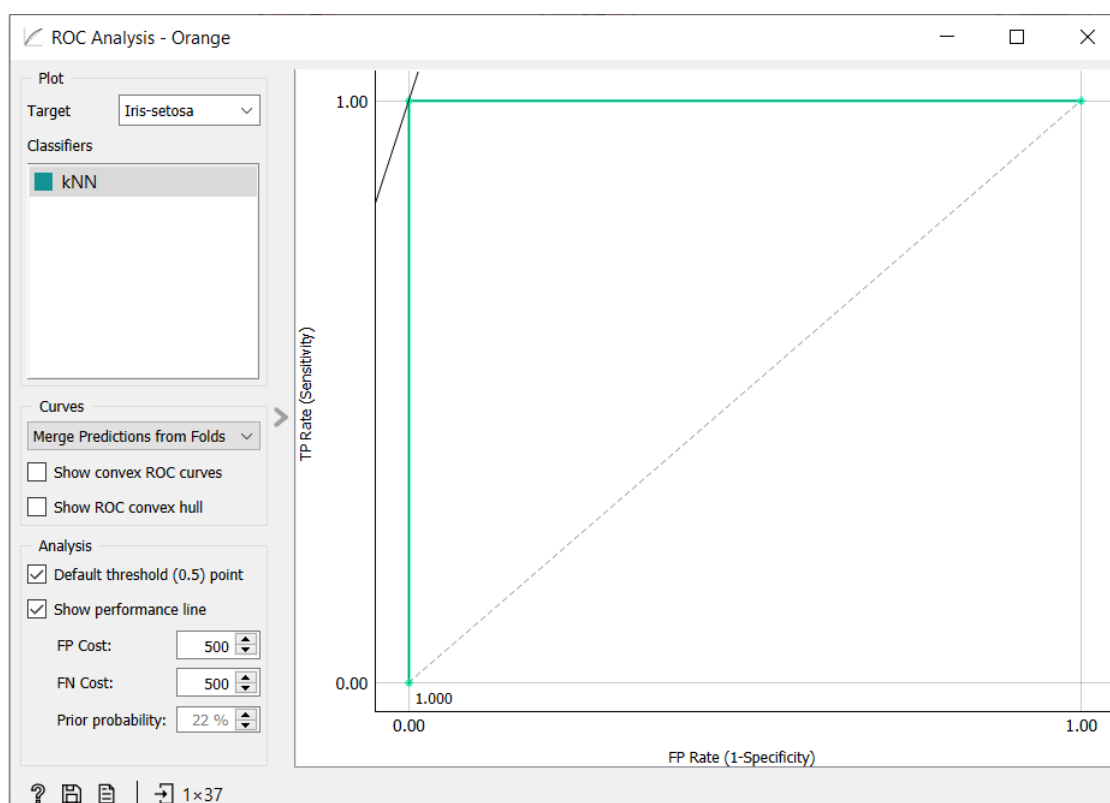 ROC Analysis - Orange
Plot
Target Iris-setosa
Classifiers
kNN
Curves
Merge Predictions from Folds
Show convex ROC curves
Show ROC convex hull
Analysis
Default threshold (0.5) point
Show performance line
FP Cost: 500
FN Cost: 500
Prior probability: 22 %
? 1×37
1.00
TP Rate (Sensitivity)
0.00
1.000
0.00 1.00
FP Rate (1-Specificity)